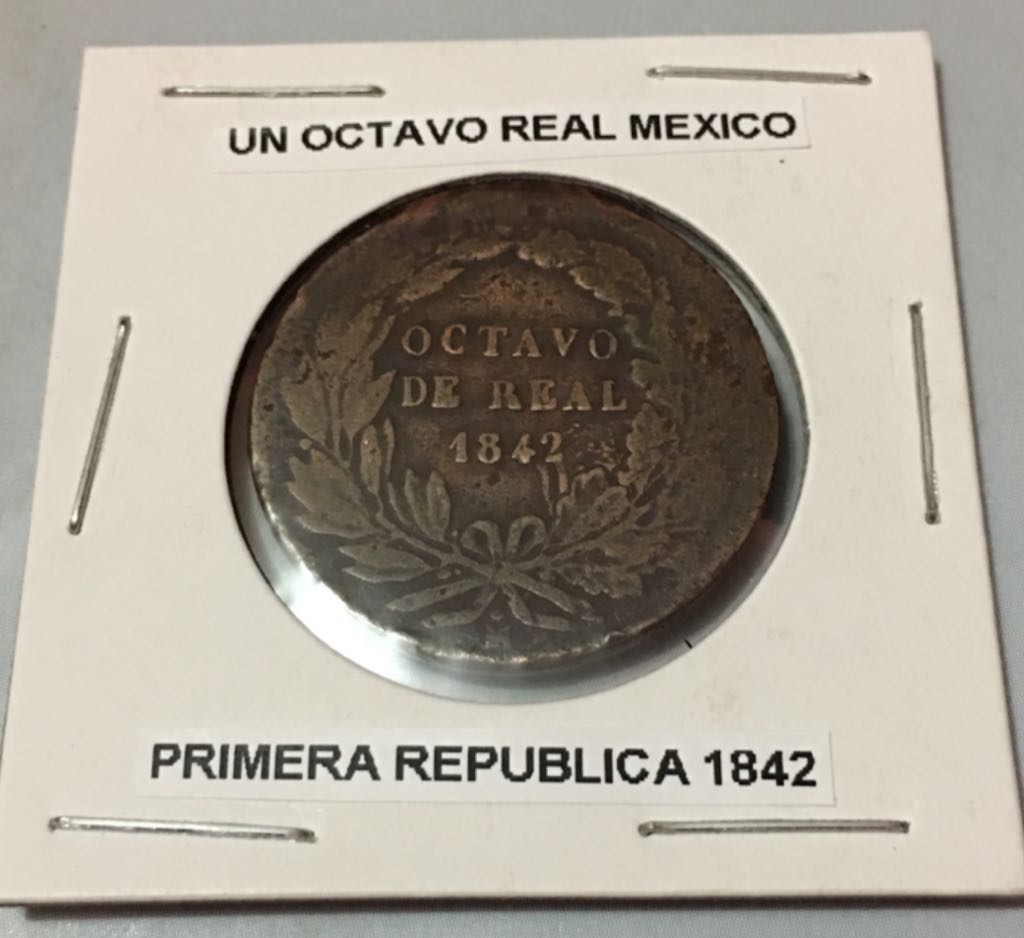 UN OCTAVO REAL MEXICO
OCTAVO
DE REAL
1842
PRIMERA REPUBLICA 1842